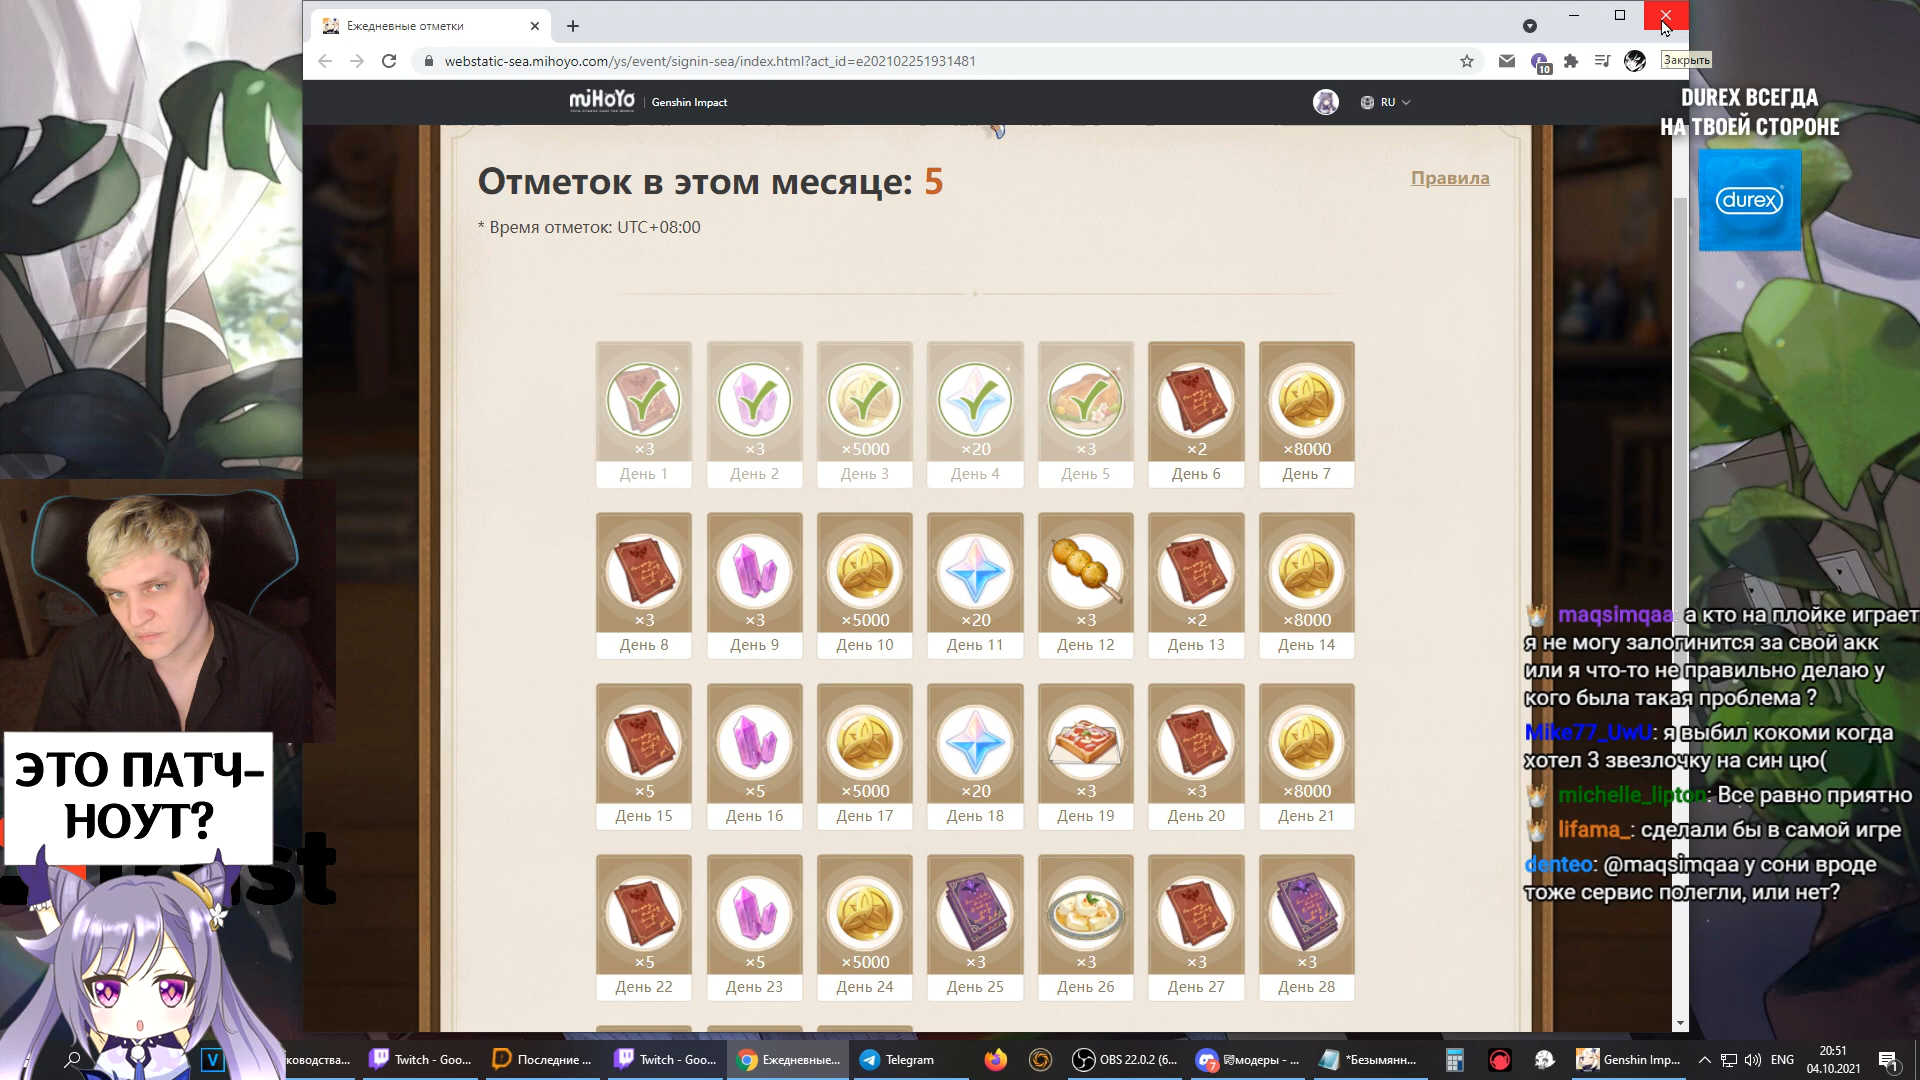 Ежедневные отметки
webstatic-sea.mihoyo.com/ys/event/signin-sea/index.html?act_id=e202102251931481
10
Закрыть
miHoYo
Genshin Impact
RU
DUREX ВСЕГДА
НА ТВОЕЙ СТОРОНЕ
durex
Отметок в этом месяце: 5
Правила
* Время отметок: UTC+08:00
×3 ×3 ×5000 ×20 ×3 ×2 ×8000
День 1 День 2 День 3 День 4 День 5 День 6 День 7
×3 ×3 ×5000 ×20 ×3 ×2 ×8000
День 8 День 9 День 10 День 11 День 12 День 13 День 14
×5 ×5 ×5000 ×20 ×3 ×3 ×8000
День 15 День 16 День 17 День 18 День 19 День 20 День 21
×5 ×5 ×5000 ×3 ×3 ×3 ×3
День 22 День 23 День 24 День 25 День 26 День 27 День 28
maqsimqaa: а кто на плойке играет
я не могу залогинится за свой акк
или я что-то не правильно делаю у
кого была такая проблема ?
Mike77_UwU: я выбил кокоми когда
хотел 3 звезлочку на син цю(
michelle_lipton: Все равно приятно
lifama_: сделали бы в самой игре
denteo: @maqsimqaa у сони вроде
тоже сервис полегли, или нет?
ЭТО ПАТЧ-
НОУТ?
st
V
ководства...
Twitch - Goo...
Последние ...
Twitch - Goo...
Ежедневные...
Telegram
OBS 22.0.2 (6...
7
модеры - ...
*Безымянн...
Genshin Imp...
ENG
20:51
04.10.2021
1